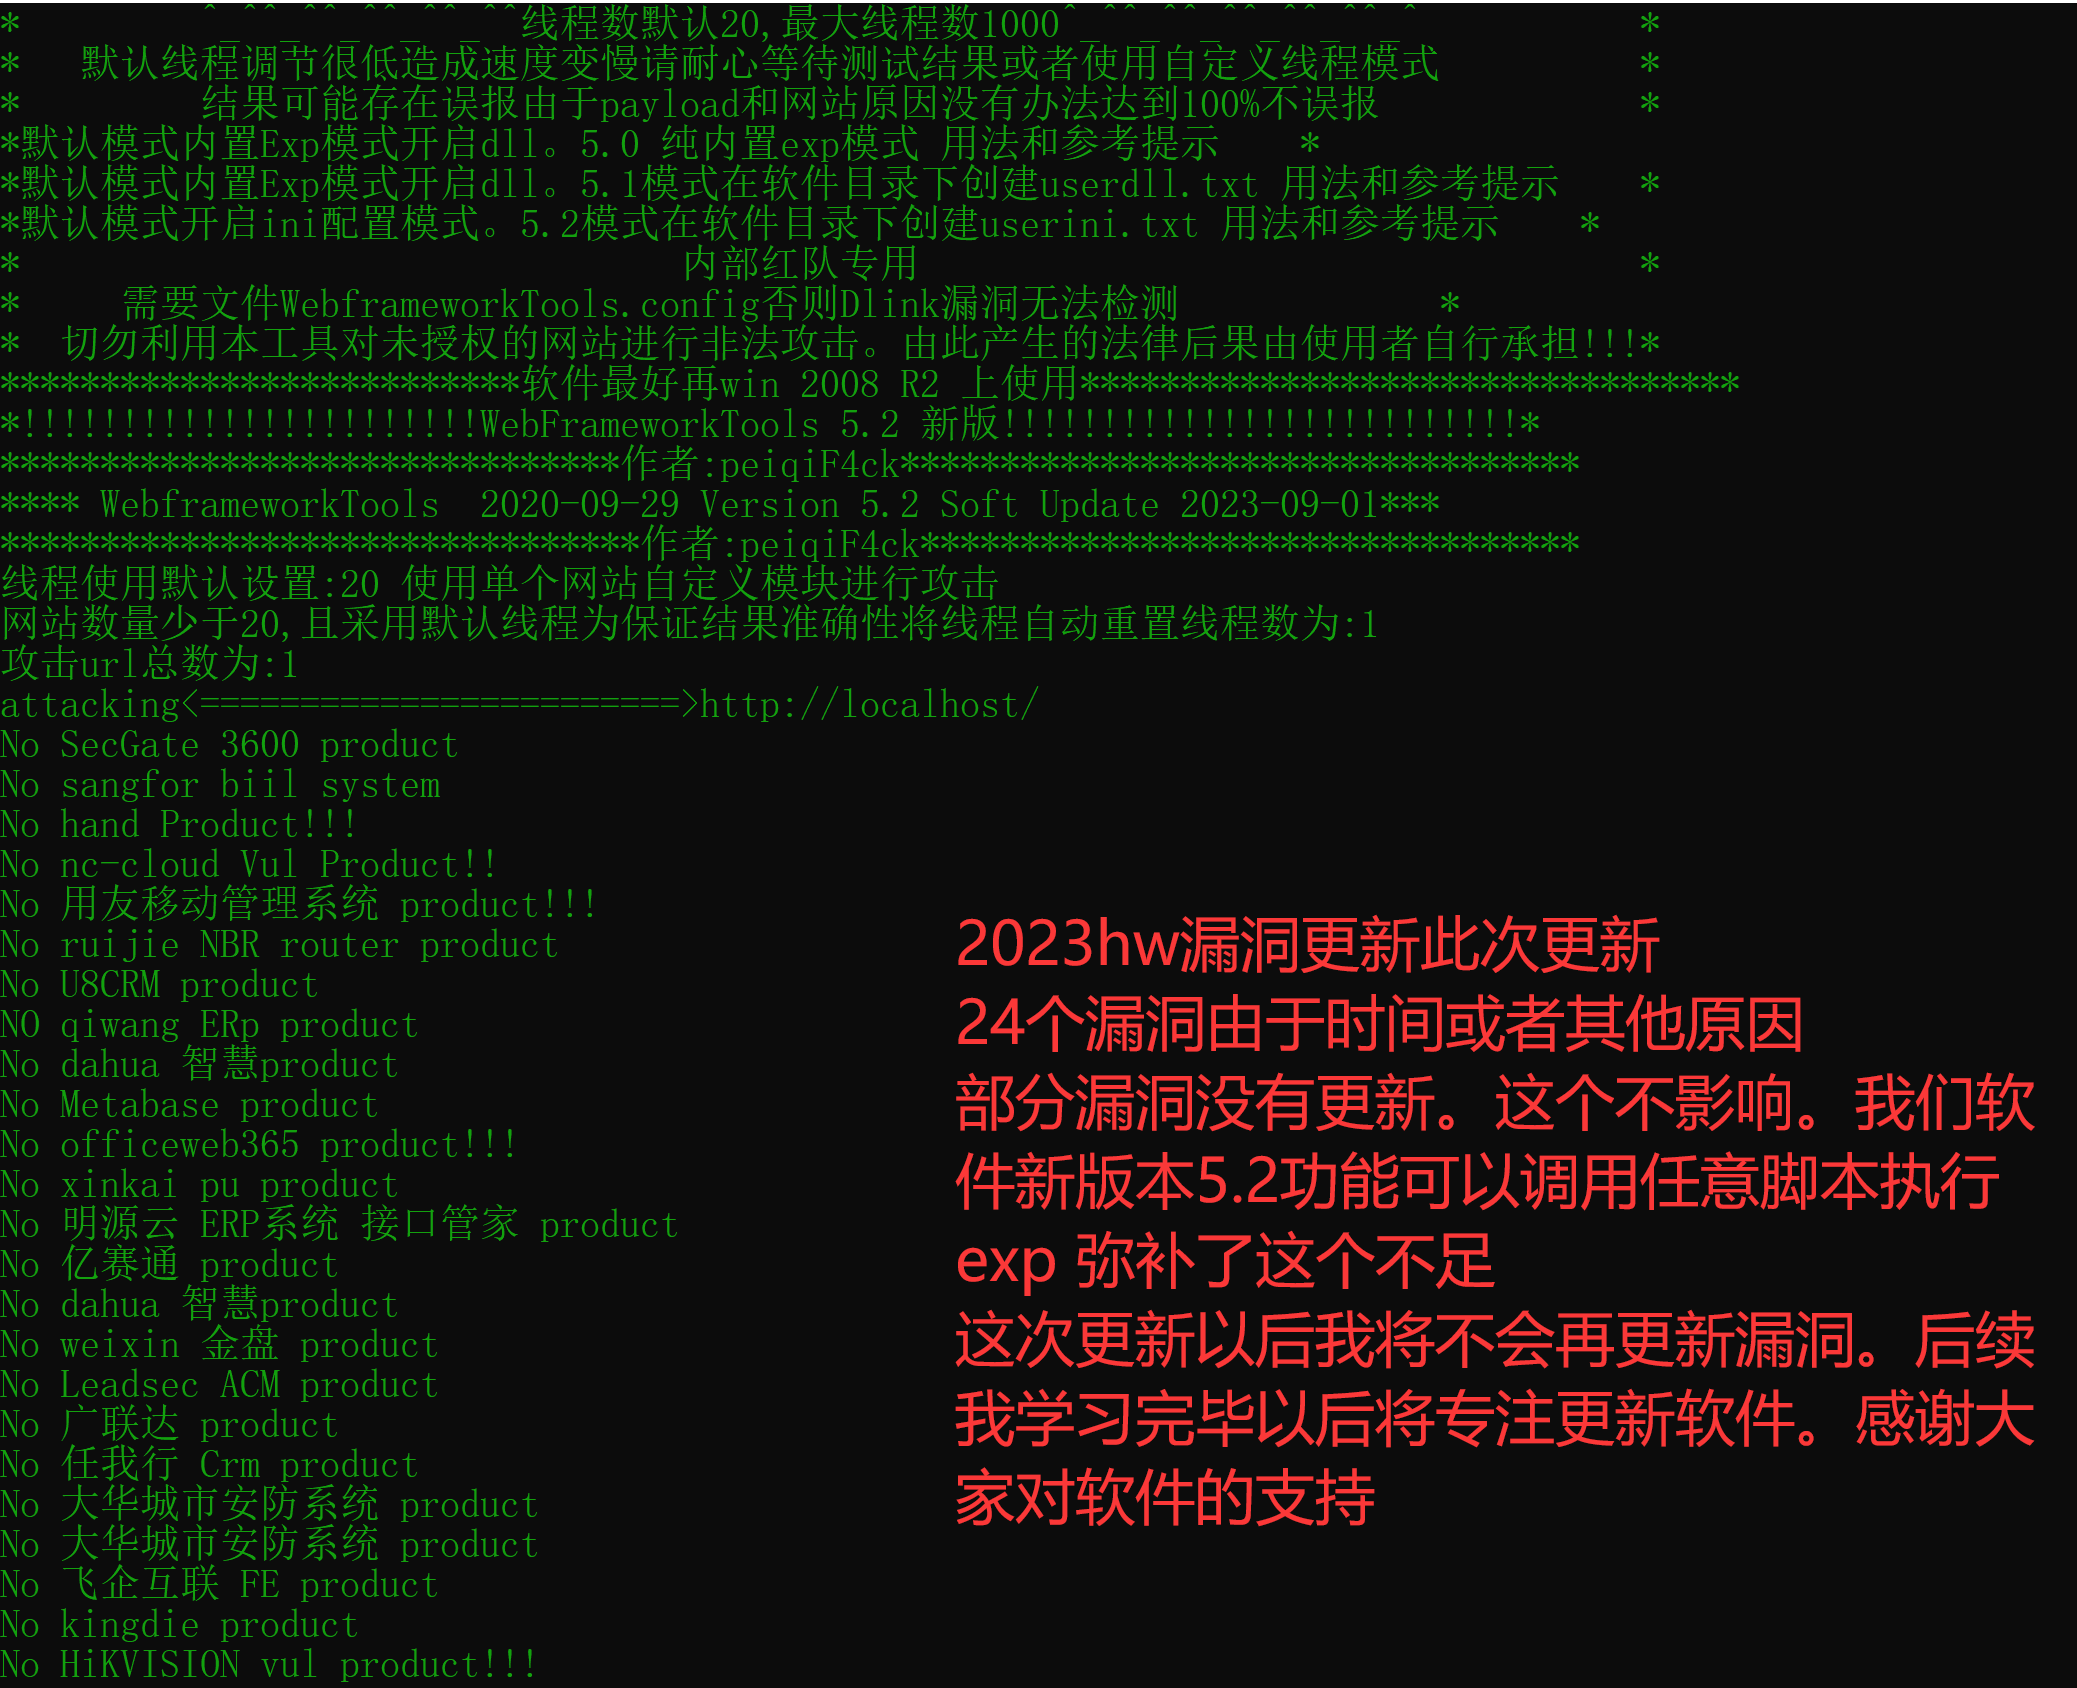 * ^_^^_^^_^^_^^_^^线程数默认20,最大线程数1000^_^^_^^_^^_^^_^^_^ *
* 默认线程调节很低造成速度变慢请耐心等待测试结果或者使用自定义线程模式 *
* 结果可能存在误报由于payload和网站原因没有办法达到100%不误报 *
*默认模式内置Exp模式开启dll。5.0 纯内置exp模式 用法和参考提示 *
*默认模式内置Exp模式开启dll。5.1模式在软件目录下创建userdll.txt 用法和参考提示 *
*默认模式开启ini配置模式。5.2模式在软件目录下创建userini.txt 用法和参考提示 *
* 内部红队专用 *
* 需要文件WebframeworkTools.config否则Dlink漏洞无法检测 *
* 切勿利用本工具对未授权的网站进行非法攻击。由此产生的法律后果由使用者自行承担!!!*
**************************软件最好再win 2008 R2 上使用*********************************
*!!!!!!!!!!!!!!!!!!!!!!!WebFrameworkTools 5.2 新版!!!!!!!!!!!!!!!!!!!!!!!!!!*
*******************************作者:peiqiF4ck**********************************
**** WebframeworkTools  2020-09-29 Version 5.2 Soft Update 2023-09-01***
********************************作者:peiqiF4ck*********************************
线程使用默认设置:20 使用单个网站自定义模块进行攻击
网站数量少于20,且采用默认线程为保证结果准确性将线程自动重置线程数为:1
攻击url总数为:1
attacking<========================>http://localhost/
No SecGate 3600 product
No sangfor biil system
No hand Product!!!
No nc-cloud Vul Product!!
No 用友移动管理系统 product!!!
No ruijie NBR router product
No U8CRM product
NO qiwang ERp product
No dahua 智慧product
No Metabase product
No officeweb365 product!!!
No xinkai pu product
No 明源云 ERP系统 接口管家 product
No 亿赛通 product
No dahua 智慧product
No weixin 金盘 product
No Leadsec ACM product
No 广联达 product
No 任我行 Crm product
No 大华城市安防系统 product
No 大华城市安防系统 product
No 飞企互联 FE product
No kingdie product
No HiKVISION vul product!!!
2023hw漏洞更新此次更新
24个漏洞由于时间或者其他原因
部分漏洞没有更新。这个不影响。我们软
件新版本5.2功能可以调用任意脚本执行
exp 弥补了这个不足
这次更新以后我将不会再更新漏洞。后续
我学习完毕以后将专注更新软件。感谢大
家对软件的支持